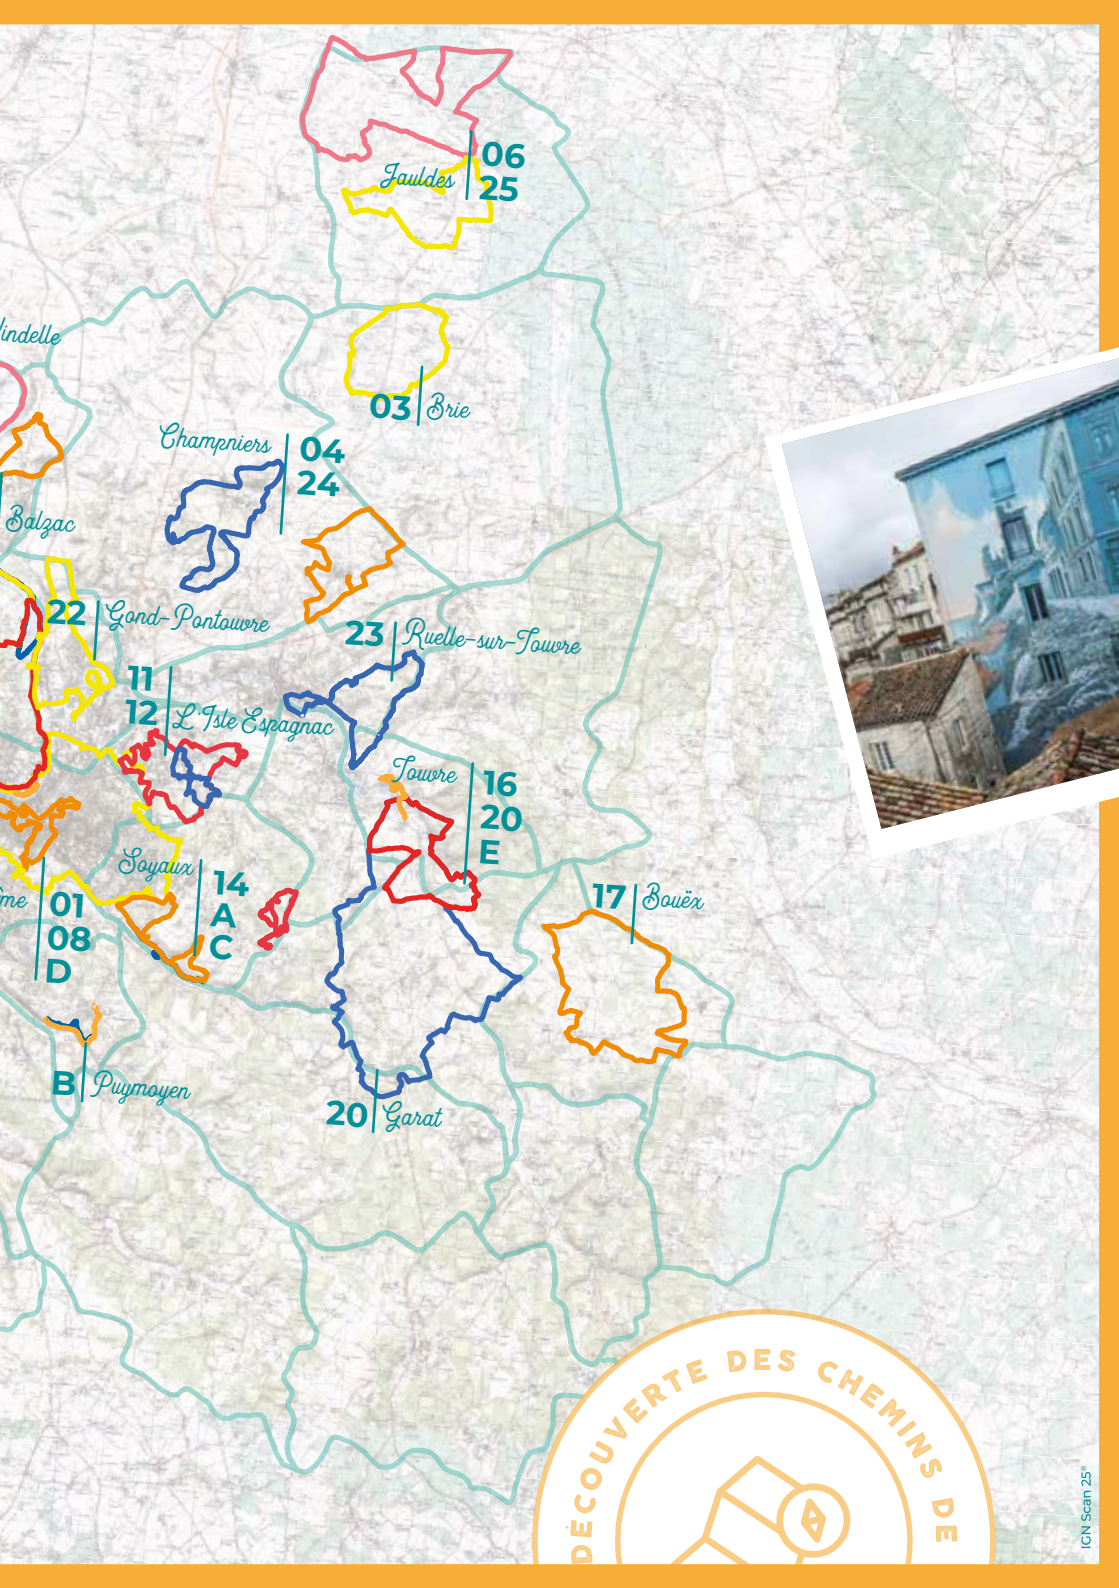 Jauldes
06
25
indelle
03
Brie
Champniers
04
24
Balzac
22
Gond-Pontouvre
23
Ruelle-sur-Touvre
11
12
L'Isle Espagnac
Touvre
16
20
E
Soyaux
14
A
C
17
Bouëx
me
01
08
D
B
Puymoyen
20
Garat
DÉCOUVERTE DES CHEMINS DE
IGN Scan 25®